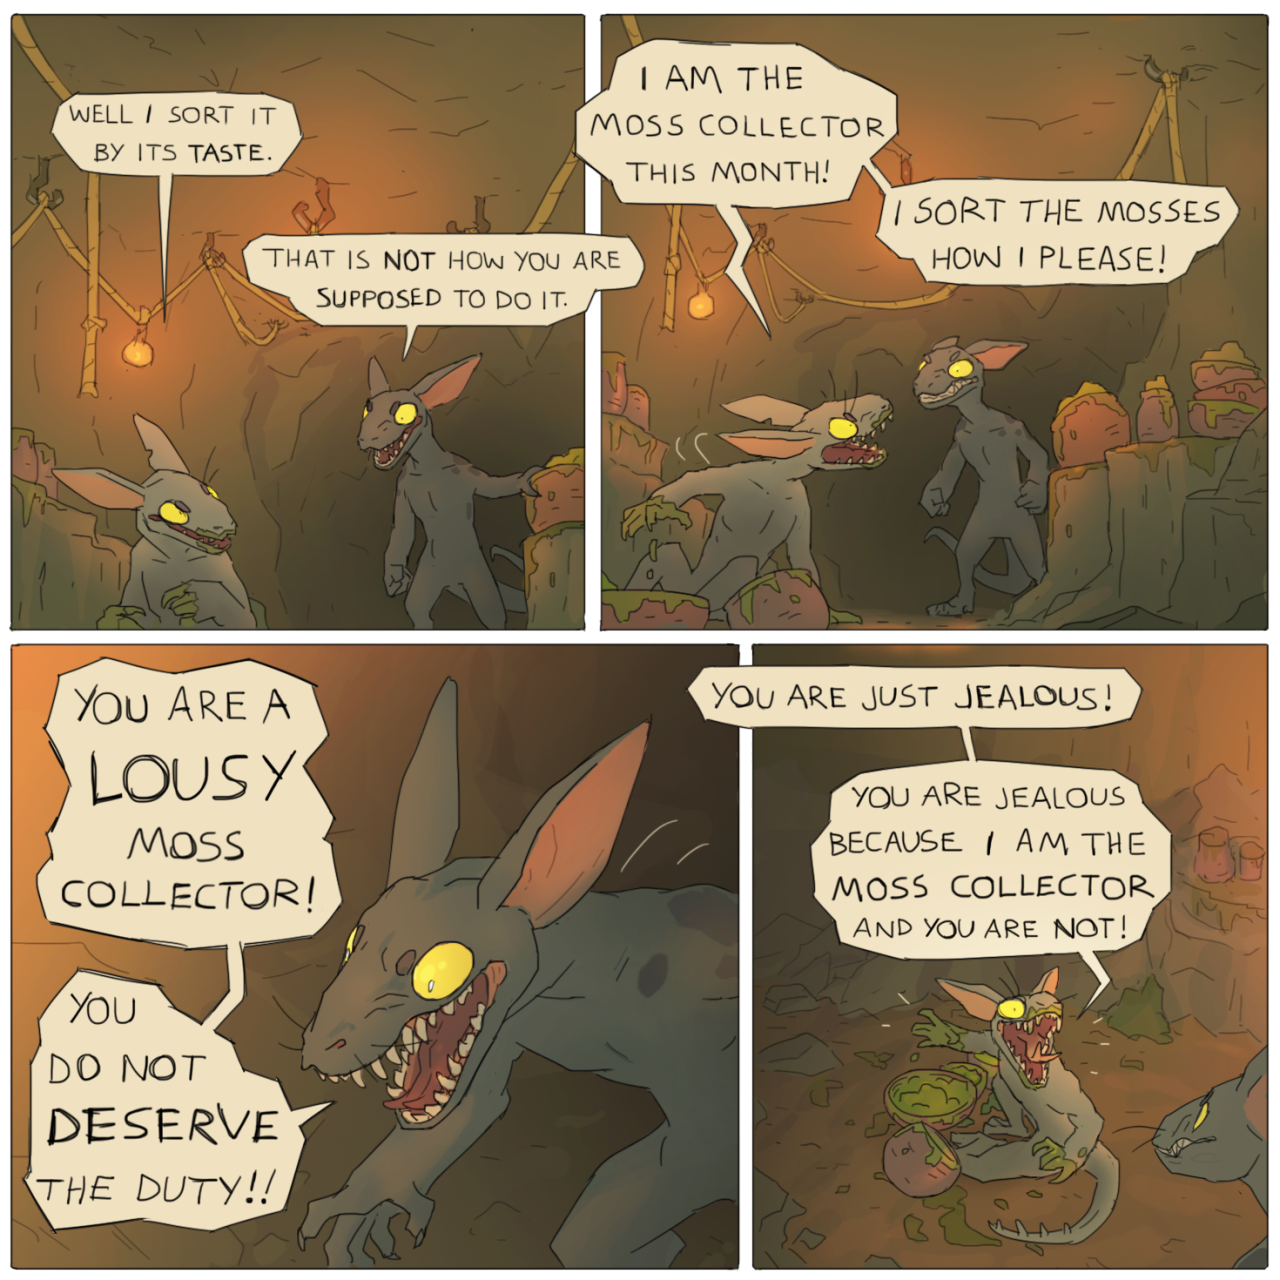 WELL I SORT IT
BY ITS TASTE.
THAT IS NOT HOW YOU ARE
SUPPOSED TO DO IT.
I AM THE
MOSS COLLECTOR
THIS MONTH!
I SORT THE MOSSES
HOW I PLEASE!
YOU ARE A
LOUSY
MOSS
COLLECTOR!
YOU
DO NOT
DESERVE
THE DUTY!!
YOU ARE JUST JEALOUS!
YOU ARE JEALOUS
BECAUSE I AM THE
MOSS COLLECTOR
AND YOU ARE NOT!